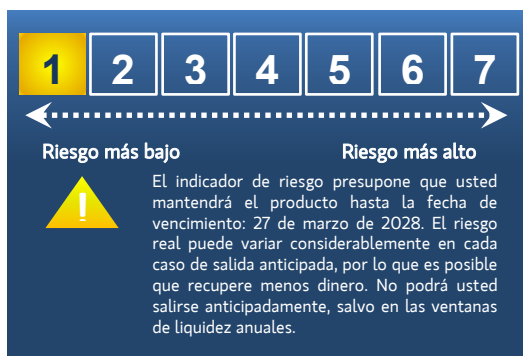 1 2 3 4 5 6 7
Riesgo más bajo Riesgo más alto
!
El indicador de riesgo presupone que usted
mantendrá el producto hasta la fecha de
vencimiento: 27 de marzo de 2028. El riesgo
real puede variar considerablemente en cada
caso de salida anticipada, por lo que es posible
que recupere menos dinero. No podrá usted
salirse anticipadamente, salvo en las ventanas
de liquidez anuales.